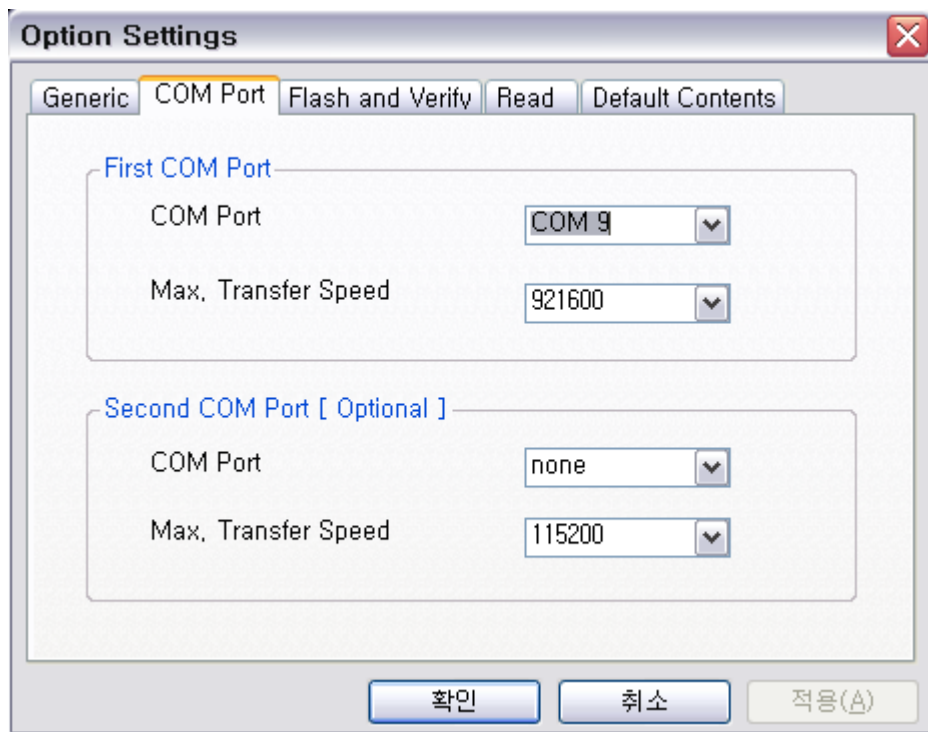 Option Settings
Generic COM Port Flash and Verify Read Default Contents
First COM Port
COM Port COM 9
Max. Transfer Speed 921600
Second COM Port [ Optional ]
COM Port none
Max. Transfer Speed 115200
확인 취소 적용(A)